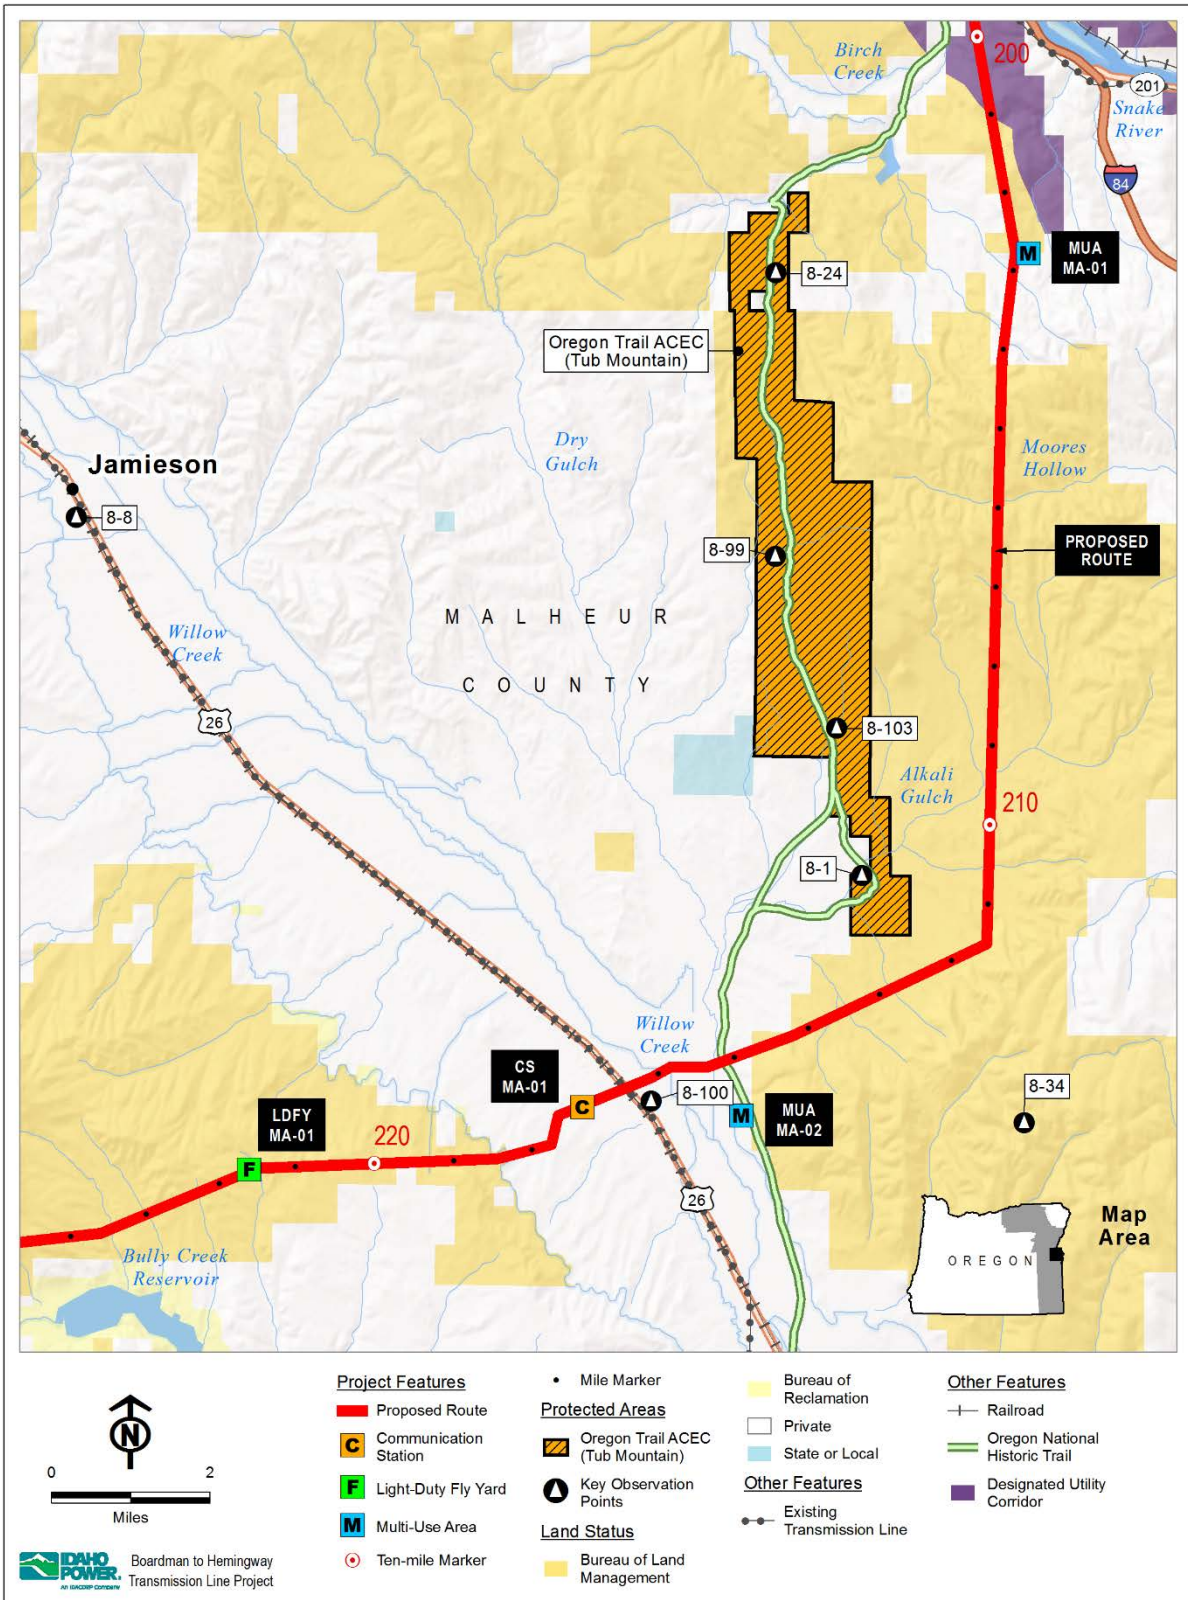 Birch
Creek
200
201
Snake
River
84
M
MUA
MA-01
8-24
Oregon Trail ACEC
(Tub Mountain)
Dry
Gulch
Moores
Hollow
Jamieson
8-8
8-99
PROPOSED
ROUTE
MALHEUR
COUNTY
Willow
Creek
26
8-103
Alkali
Gulch
210
8-1
Willow
Creek
CS
MA-01
C
8-100
M
MUA
MA-02
8-34
LDFY
MA-01
F
220
26
Bully Creek
Reservoir
OREGON
Map
Area
N
0 2
Miles
IDAHO
POWER.
An IDACORP Company
Boardman to Hemingway
Transmission Line Project
Project Features
Proposed Route
C Communication
Station
F Light-Duty Fly Yard
M Multi-Use Area
Ten-mile Marker
Mile Marker
Protected Areas
Oregon Trail ACEC
(Tub Mountain)
Key Observation
Points
Land Status
Bureau of Land
Management
Bureau of
Reclamation
Private
State or Local
Other Features
Existing
Transmission Line
Other Features
Railroad
Oregon National
Historic Trail
Designated Utility
Corridor